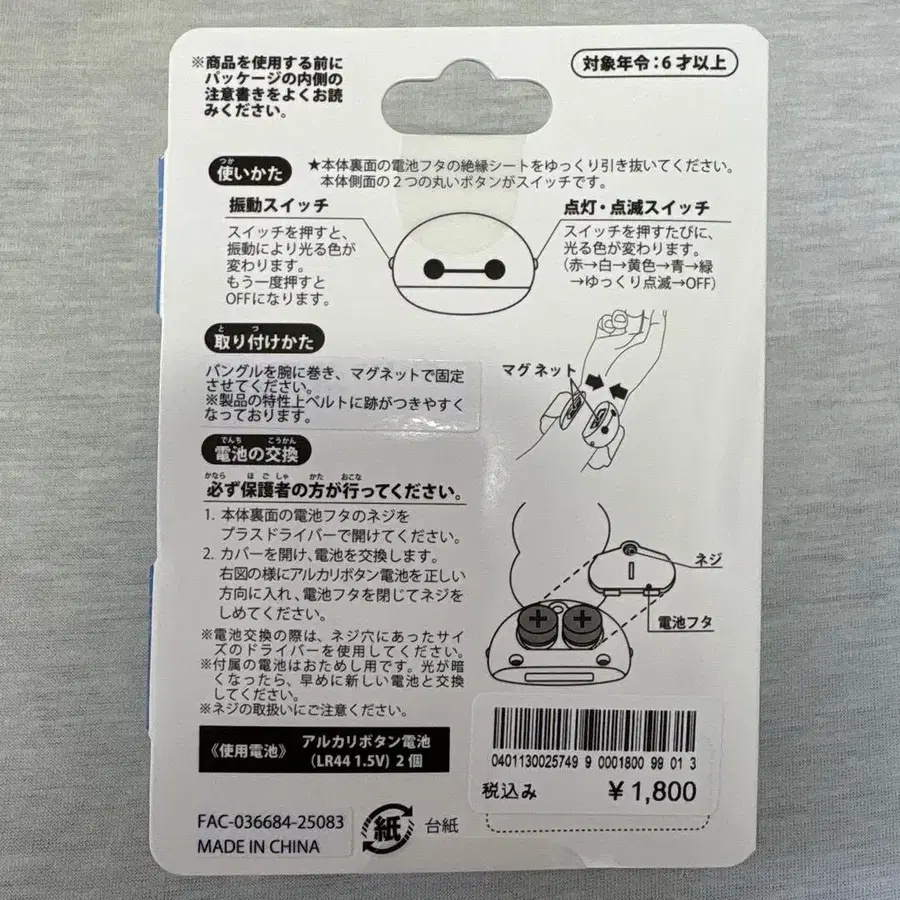 ※商品を使用する前に
パッケージの内側の
注意書きをよくお読
みください。
対象年令：6才以上
つか
使いかた
★本体裏面の電池フタの絶縁シートをゆっくり引き抜いてください。
本体側面の2つの丸いボタンがスイッチです。
振動スイッチ
スイッチを押すと、
振動により光る色が
変わります。
もう一度押すと
OFFになります。
点灯・点滅スイッチ
スイッチを押すたびに、
光る色が変わります。
（赤→白→黄色→青→緑
→ゆっくり点滅→OFF）
と つ
取り付けかた
バングルを腕に巻き、マグネットで固定
させてください。
※製品の特性上ベルトに跡がつきやすく
なっております。
マグネット
でんち こうかん
電池の交換
かなら ほごしゃ かた おこな
必ず保護者の方が行ってください。
1. 本体裏面の電池フタのネジを
プラスドライバーで開けてください。
2. カバーを開け、電池を交換します。
右図の様にアルカリボタン電池を正しい
方向に入れ、電池フタを閉じてネジを
しめてください。
※電池交換の際は、ネジ穴にあったサイ
ズのドライバーを使用してください。
※付属の電池はおためし用です。光が暗
くなったら、早めに新しい電池と交換
してください。
※ネジの取扱いにご注意ください。
ネジ
電池フタ
《使用電池》
アルカリボタン電池
（LR44 1.5V）2個
0401130025749 9 0001800 99 01 3
税込み ¥1,800
FAC-036684-25083
MADE IN CHINA
紙
台紙